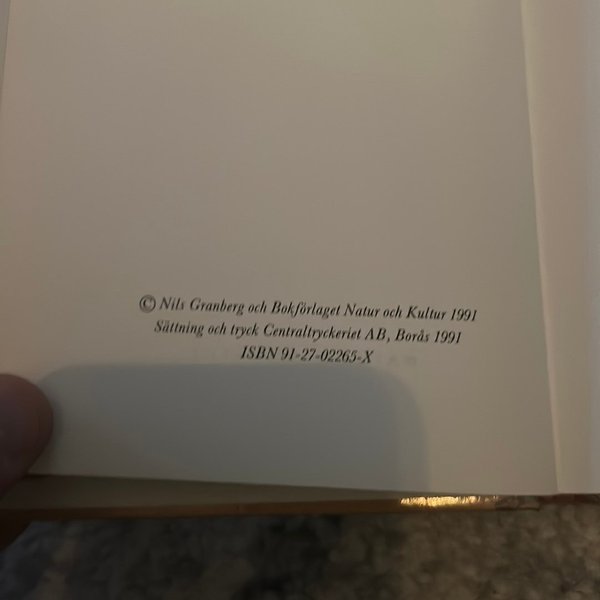 © Nils Granberg och Bokförlaget Natur och Kultur 1991
Sättning och tryck Centraltryckeriet AB, Borås 1991
ISBN 91-27-02265-X